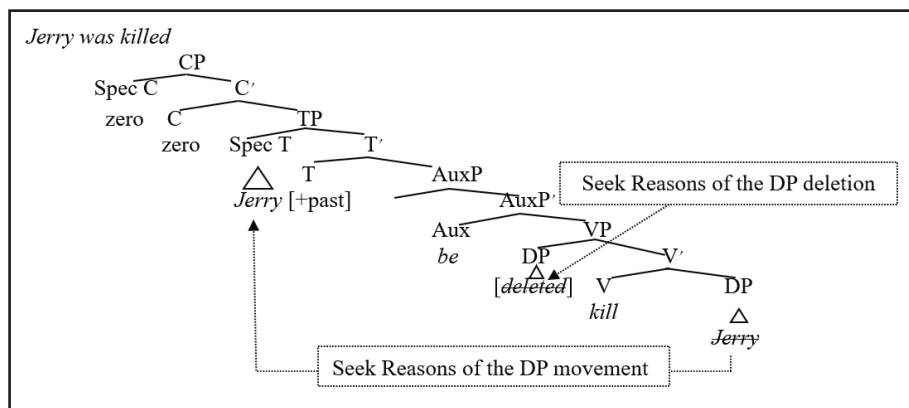 Jerry was killed
CP
Spec C C′
zero C TP
zero Spec T T′
T AuxP
Jerry [+past] AuxP′
Seek Reasons of the DP deletion
Aux VP
be DP V′
[deleted] V DP
kill
Jerry
Seek Reasons of the DP movement